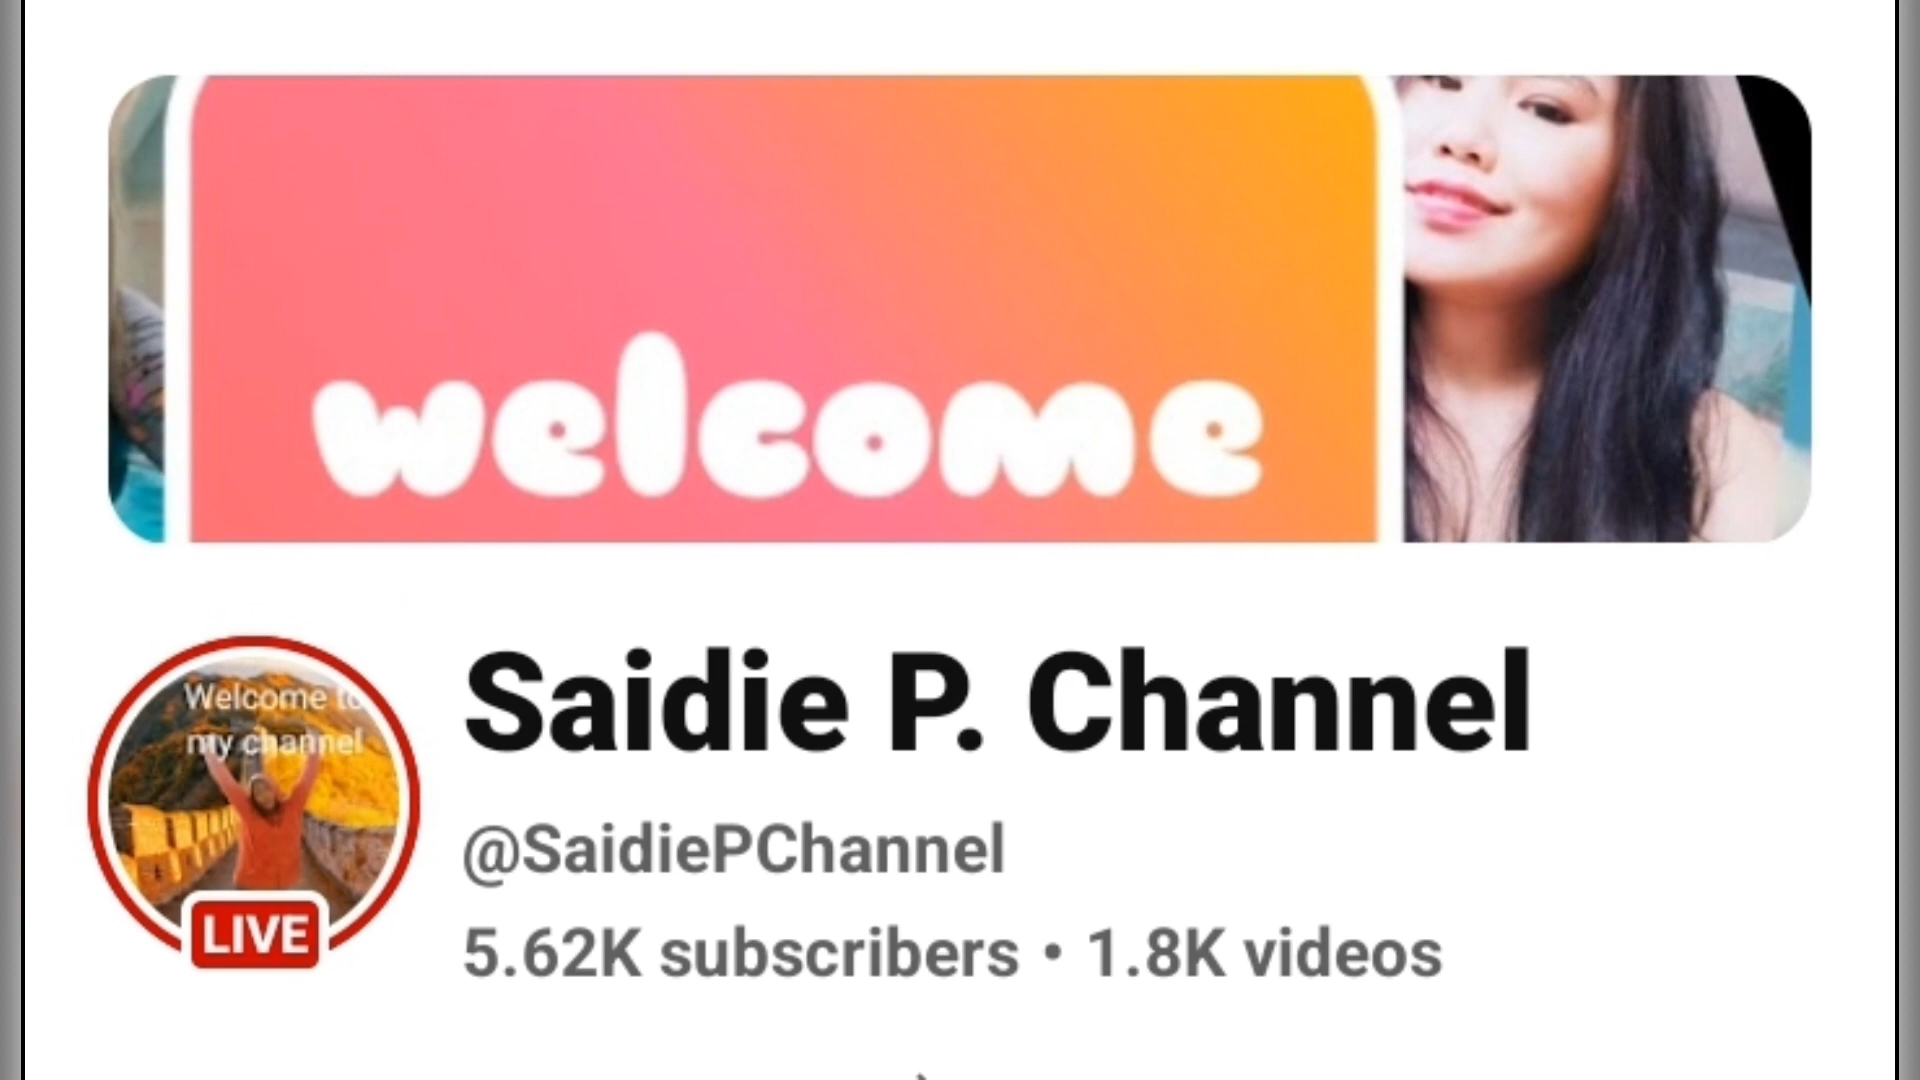 welcome
Saidie P. Channel
Welcome to
my channel
@SaidiePChannel
LIVE
5.62K subscribers • 1.8K videos